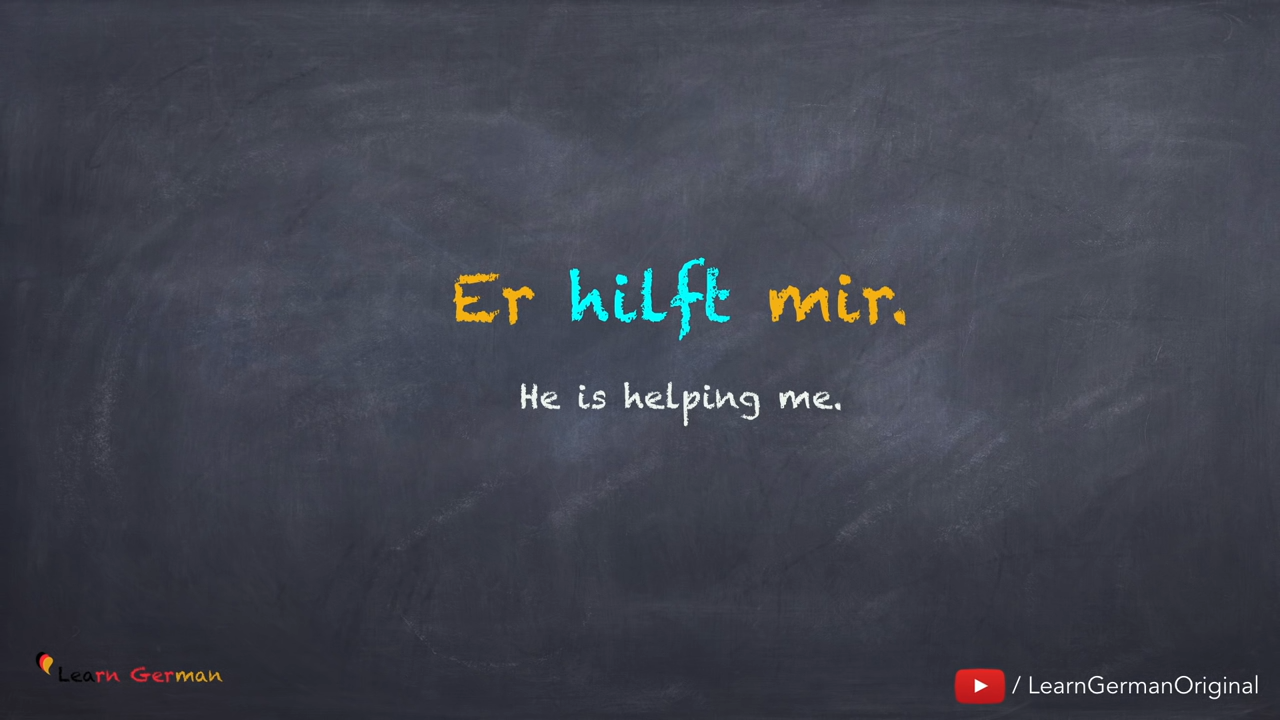 Er hilft mir.
He is helping me.
Learn German
/ LearnGermanOriginal